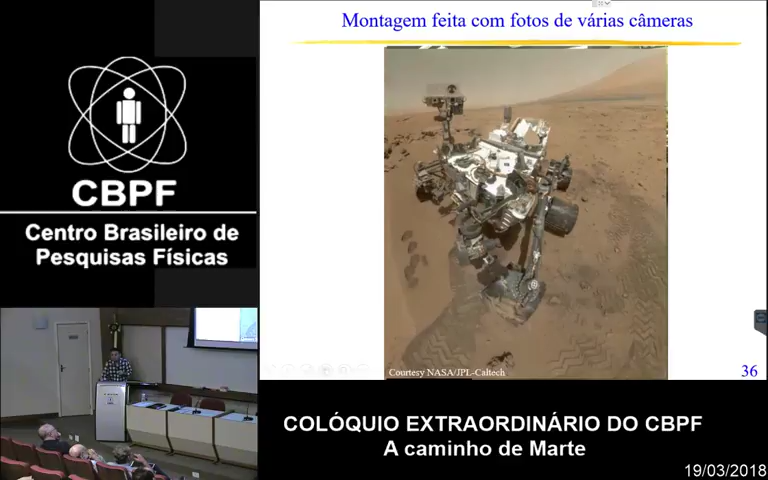 Montagem feita com fotos de várias câmeras
CBPF
Centro Brasileiro de
Pesquisas Físicas
Courtesy NASA/JPL-Caltech
36
COLÓQUIO EXTRAORDINÁRIO DO CBPF
A caminho de Marte
19/03/2018